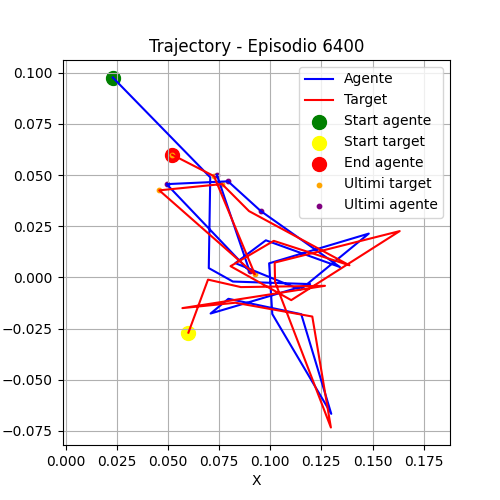 Trajectory - Episodio 6400
0.100
0.075
0.050
0.025
0.000
−0.025
−0.050
−0.075
Agente
Target
Start agente
Start target
End agente
Ultimi target
Ultimi agente
0.000 0.025 0.050 0.075 0.100 0.125 0.150 0.175
X